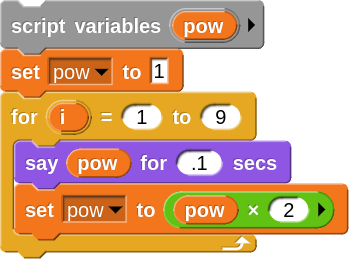 script variables pow
set pow to 1
for i = 1 to 9
say pow for .1 secs
set pow to pow × 2